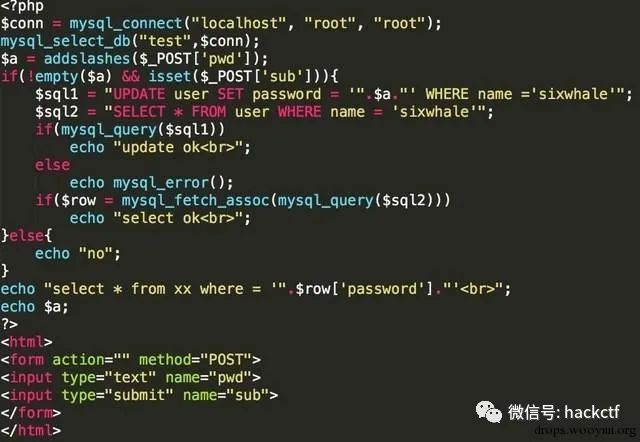 <?php
$conn = mysql_connect("localhost", "root", "root");
mysql_select_db("test",$conn);
$a = addslashes($_POST['pwd']);
if(!empty($a) && isset($_POST['sub'])){
    $sql1 = "UPDATE user SET password = '".$a."' WHERE name ='sixwhale'";
    $sql2 = "SELECT * FROM user WHERE name = 'sixwhale'";
    if(mysql_query($sql1))
        echo "update ok<br>";
    else
        echo mysql_error();
    if($row = mysql_fetch_assoc(mysql_query($sql2)))
        echo "select ok<br>";
}else{
    echo "no";
}
echo "select * from xx where = '".$row['password']."'<br>";
echo $a;
?>
<html>
<form action="" method="POST">
<input type="text" name="pwd">
<input type="submit" name="sub">
</form>
</html>
微信号: hackctf
drops.wooyun.org